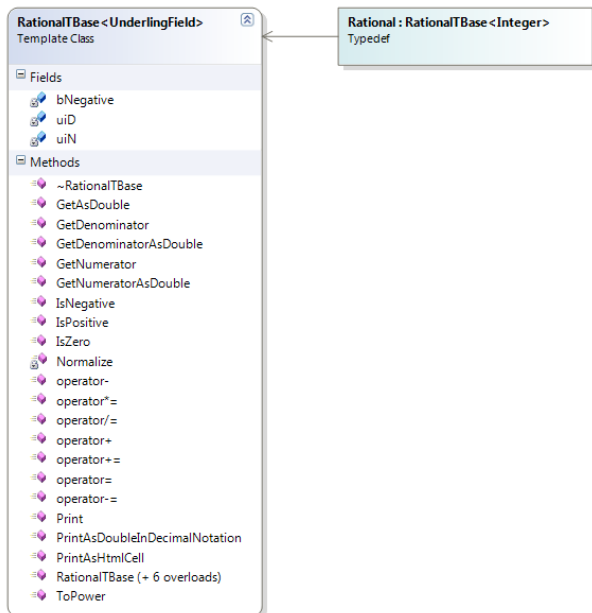 RationalTBase<UnderlingField>
Template Class
Fields
bNegative
uiD
uiN
Methods
~RationalTBase
GetAsDouble
GetDenominator
GetDenominatorAsDouble
GetNumerator
GetNumeratorAsDouble
IsNegative
IsPositive
IsZero
Normalize
operator-
operator*=
operator/=
operator+
operator+=
operator=
operator-=
Print
PrintAsDoubleInDecimalNotation
PrintAsHtmlCell
RationalTBase (+ 6 overloads)
ToPower
Rational : RationalTBase<Integer>
Typedef